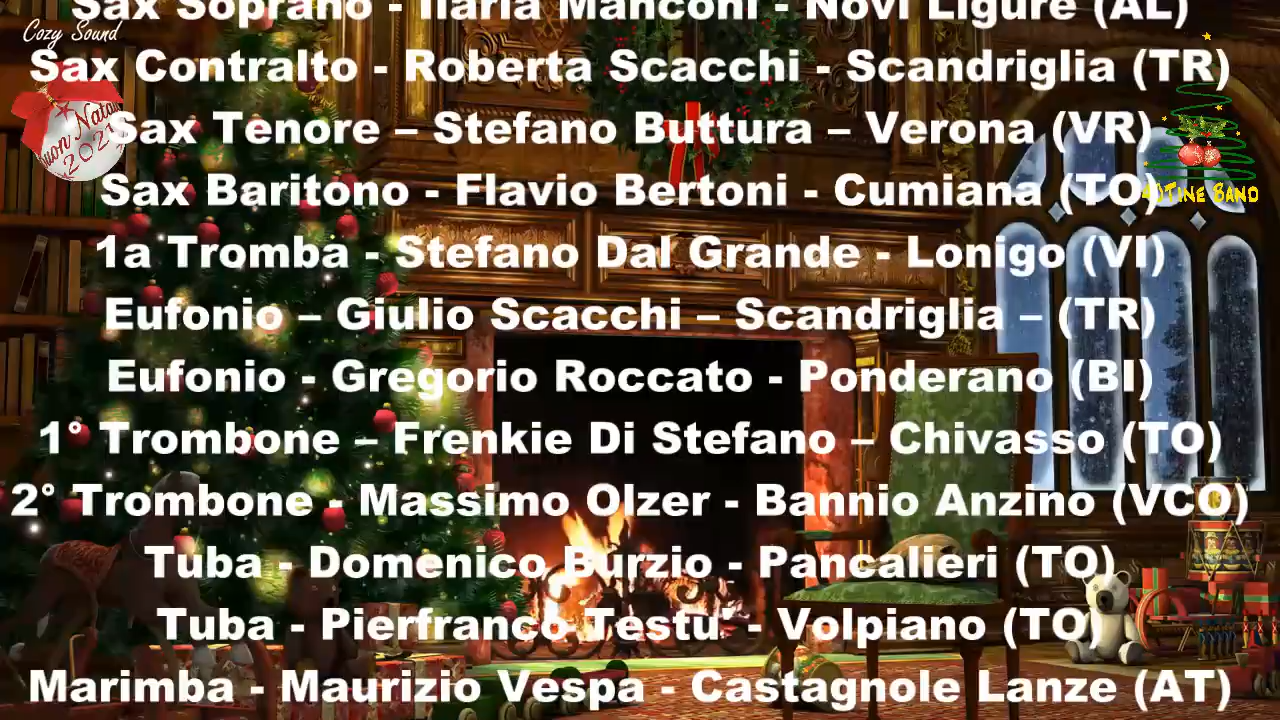 Sax Soprano - Ilaria Manconi - Novi Ligure (AL)
Cozy Sound
Sax Contralto - Roberta Scacchi - Scandriglia (TR)
Buon Natale
2021
Sax Tenore – Stefano Buttura – Verona (VR)
Sax Baritono - Flavio Bertoni - Cumiana (TO)
Band
1a Tromba - Stefano Dal Grande - Lonigo (VI)
Eufonio – Giulio Scacchi – Scandriglia – (TR)
Eufonio - Gregorio Roccato - Ponderano (BI)
1° Trombone – Frenkie Di Stefano – Chivasso (TO)
2° Trombone - Massimo Olzer - Bannio Anzino (VCO)
Tuba - Domenico Burzio - Pancalieri (TO)
Tuba - Pierfranco Testu' - Volpiano (TO)
Marimba - Maurizio Vespa - Castagnole Lanze (AT)